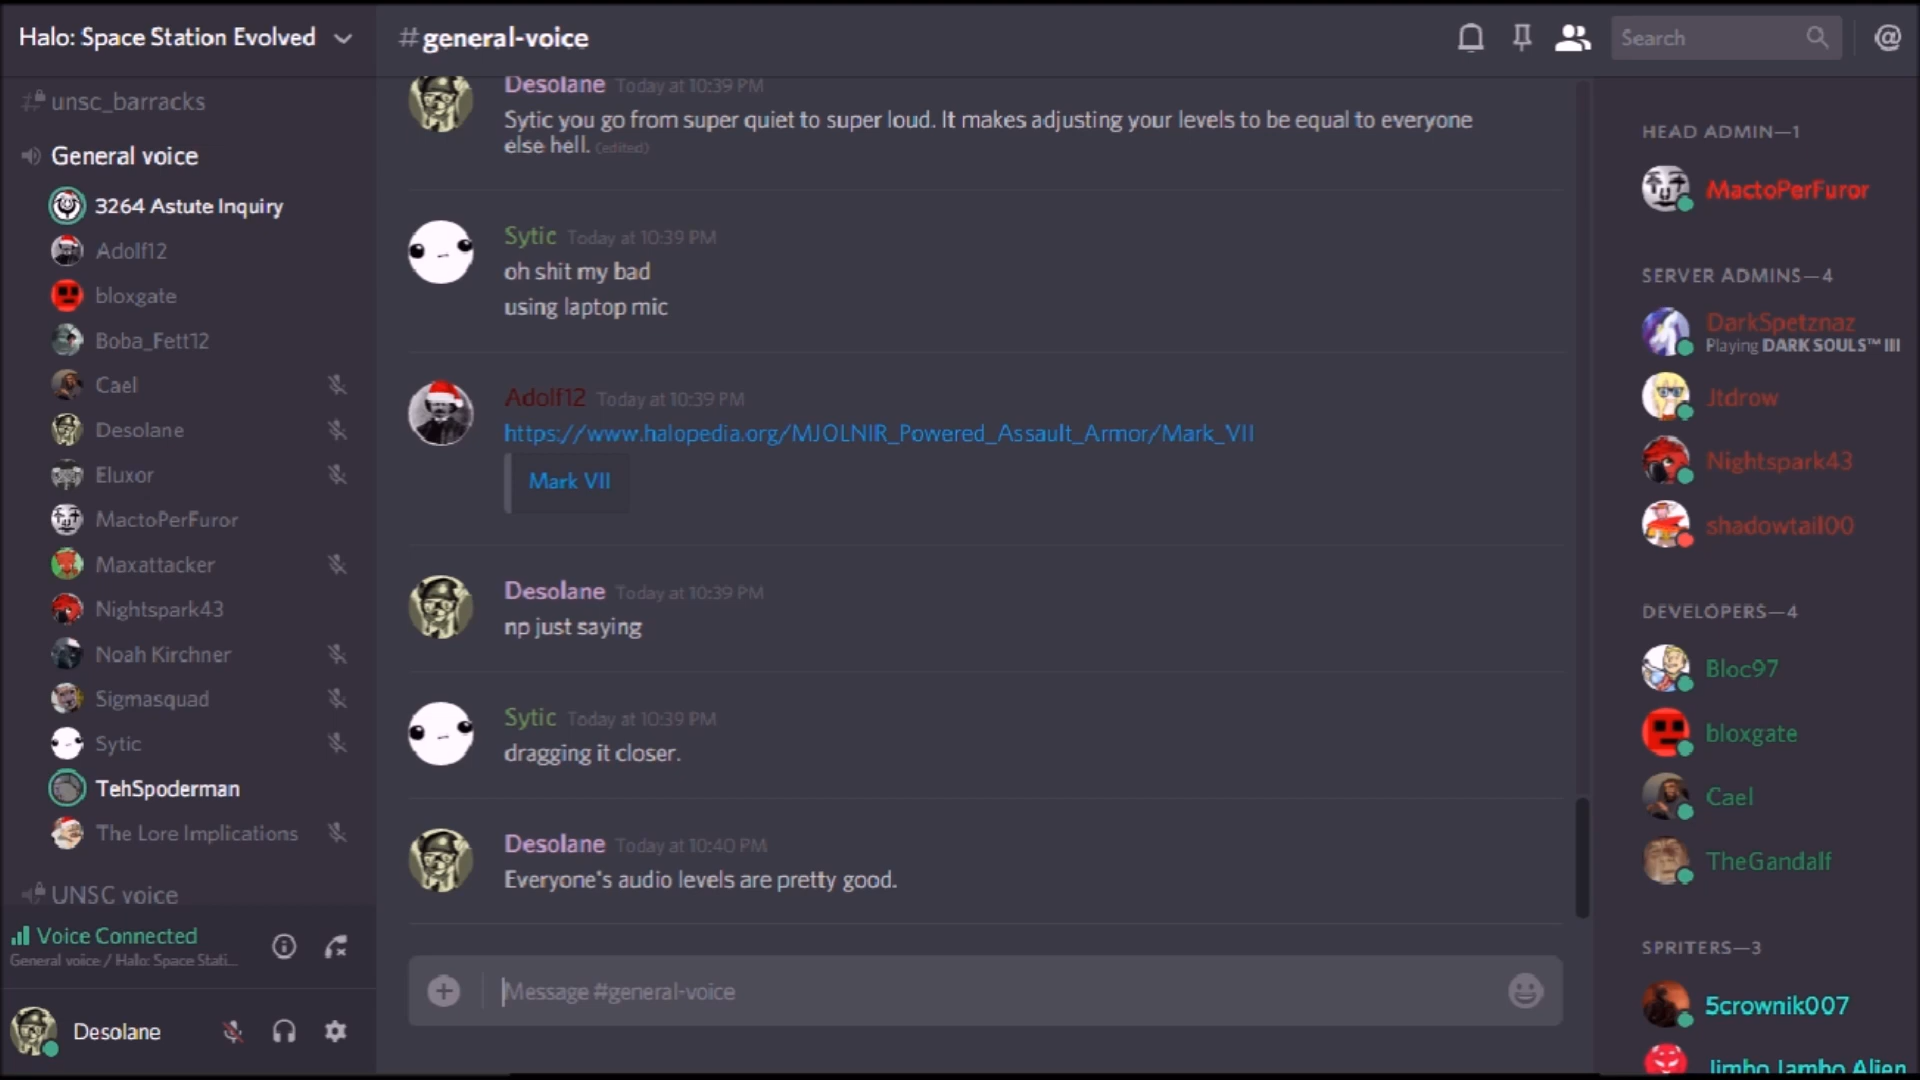 Halo: Space Station Evolved
unsc_barracks
General voice
3264 Astute Inquiry
Adolf12
bloxgate
Boba_Fett12
Cael
Desolane
Eluxor
MactoPerFuror
Maxattacker
Nightspark43
Noah Kirchner
Sigmasquad
Sytic
TehSpoderman
The Lore Implications
UNSC voice
Voice Connected
General voice / Halo: Space Stati...
Desolane
#general-voice
Search
Desolane Today at 10:39 PM
Sytic you go from super quiet to super loud. It makes adjusting your levels to be equal to everyone
else hell. (edited)
Sytic Today at 10:39 PM
oh shit my bad
using laptop mic
Adolf12 Today at 10:39 PM
https://www.halopedia.org/MJOLNIR_Powered_Assault_Armor/Mark_VII
Mark VII
Desolane Today at 10:39 PM
np just saying
Sytic Today at 10:39 PM
dragging it closer.
Desolane Today at 10:40 PM
Everyone's audio levels are pretty good.
Message #general-voice
HEAD ADMIN—1
MactoPerFuror
SERVER ADMINS—4
DarkSpetznaz
Playing DARK SOULS™ III
Jtdrow
Nightspark43
shadowtail00
DEVELOPERS—4
Bloc97
bloxgate
Cael
TheGandalf
SPRITERS—3
5crownik007
Jimbo Jambo Alien